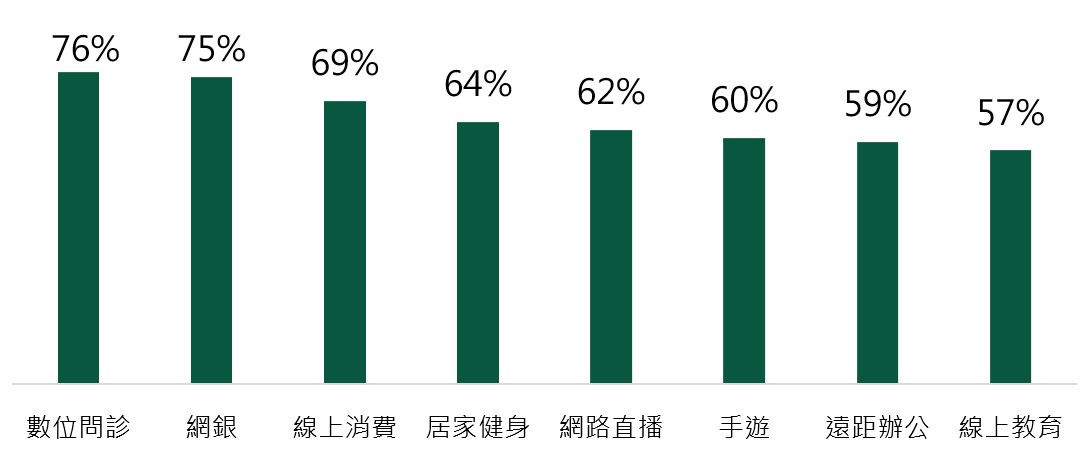 76%
75%
69%
64%
62%
60%
59%
57%
數位問診
網銀
線上消費
居家健身
網路直播
手遊
遠距辦公
線上教育